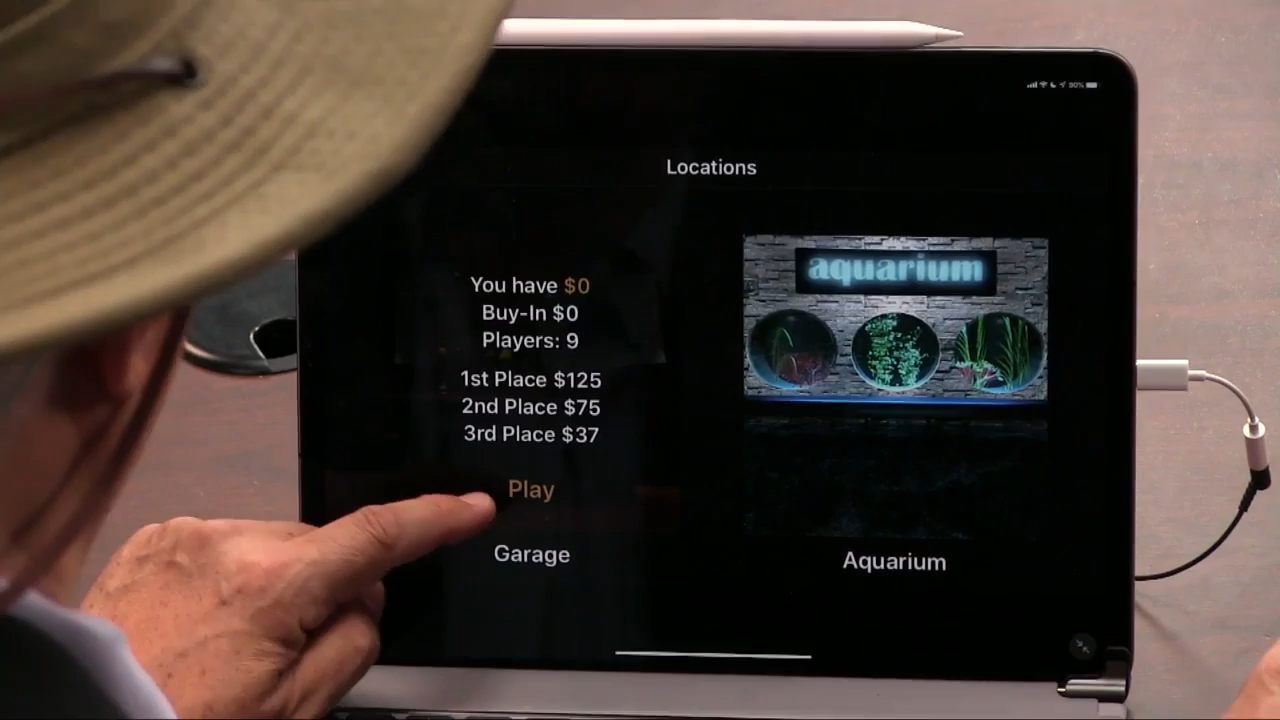 90%
Locations
You have $0
Buy-In $0
Players: 9
1st Place $125
2nd Place $75
3rd Place $37
Play
Garage
aquarium
Aquarium